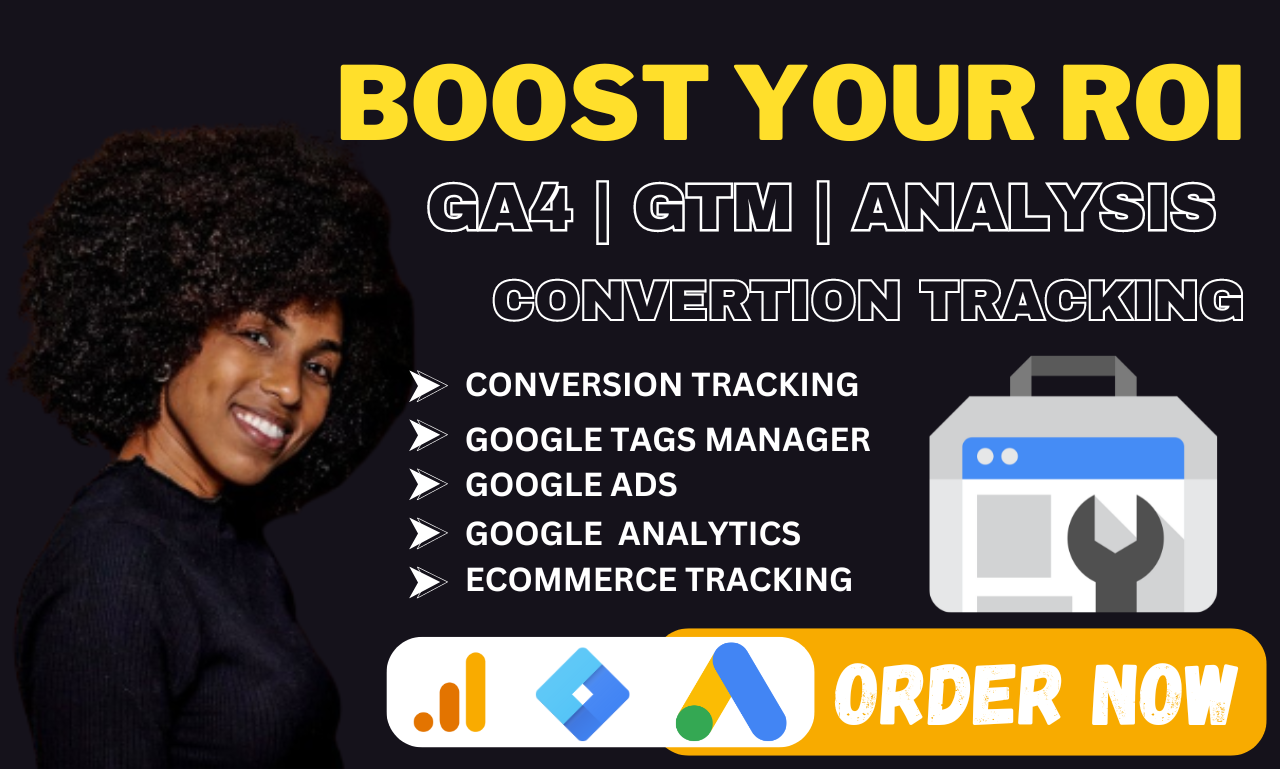 BOOST YOUR ROI
GA4 | GTM | ANALYSIS
CONVERTION TRACKING
CONVERSION TRACKING
GOOGLE TAGS MANAGER
GOOGLE ADS
GOOGLE ANALYTICS
ECOMMERCE TRACKING
ORDER NOW